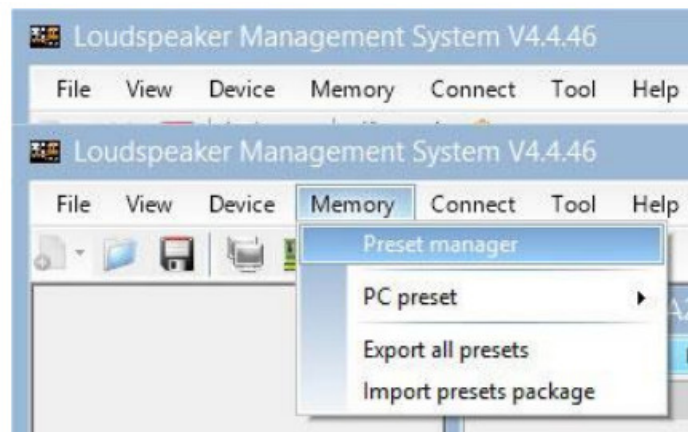 Loudspeaker Management System V4.4.46
File View Device Memory Connect Tool Help
Loudspeaker Management System V4.4.46
File View Device Memory Connect Tool Help
Preset manager
PC preset
Export all presets
Import presets package